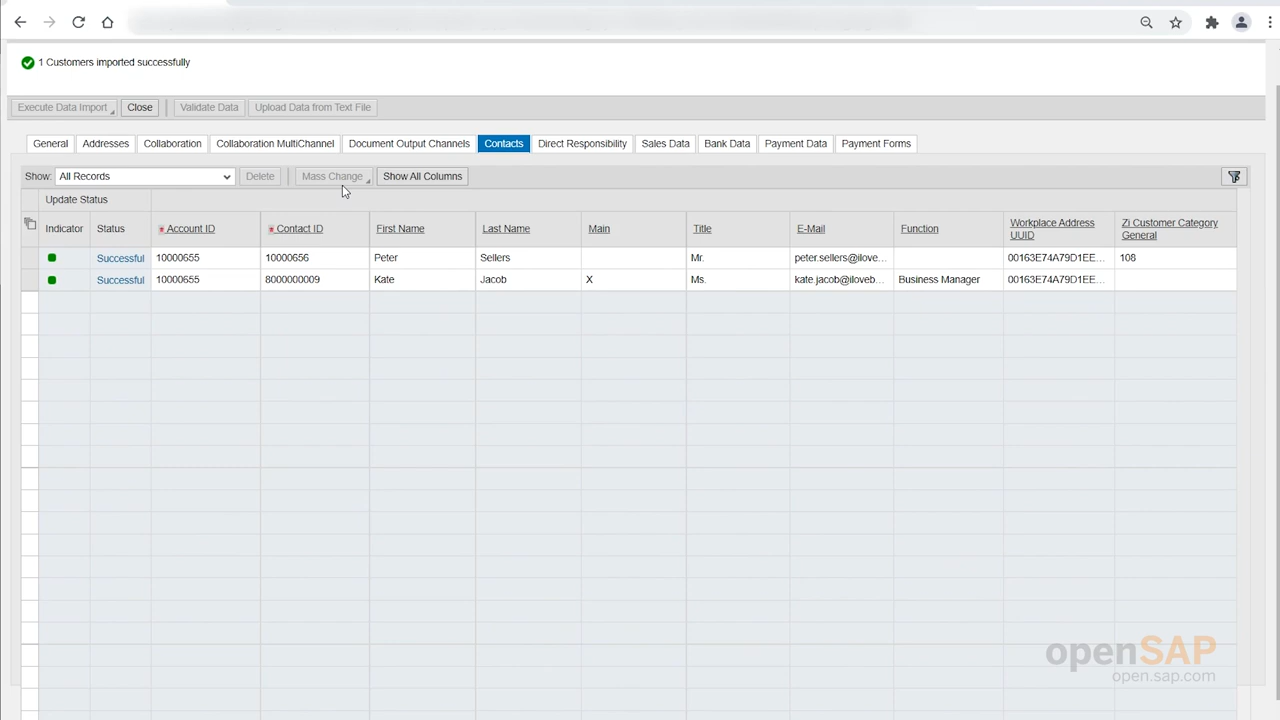 1 Customers imported successfully
Execute Data Import Close Validate Data Upload Data from Text File
General Addresses Collaboration Collaboration MultiChannel Document Output Channels Contacts Direct Responsibility Sales Data Bank Data Payment Data Payment Forms
Show: All Records Delete Mass Change Show All Columns
Update Status
Indicator Status Account ID Contact ID First Name Last Name Main Title E-Mail Function Workplace Address UUID Zi Customer Category General
Successful 10000655 10000656 Peter Sellers Mr. peter.sellers@ilove... 00163E74A79D1EE... 108
Successful 10000655 8000000009 Kate Jacob X Ms. kate.jacob@iloveb... Business Manager 00163E74A79D1EE...
openSAP
open.sap.com